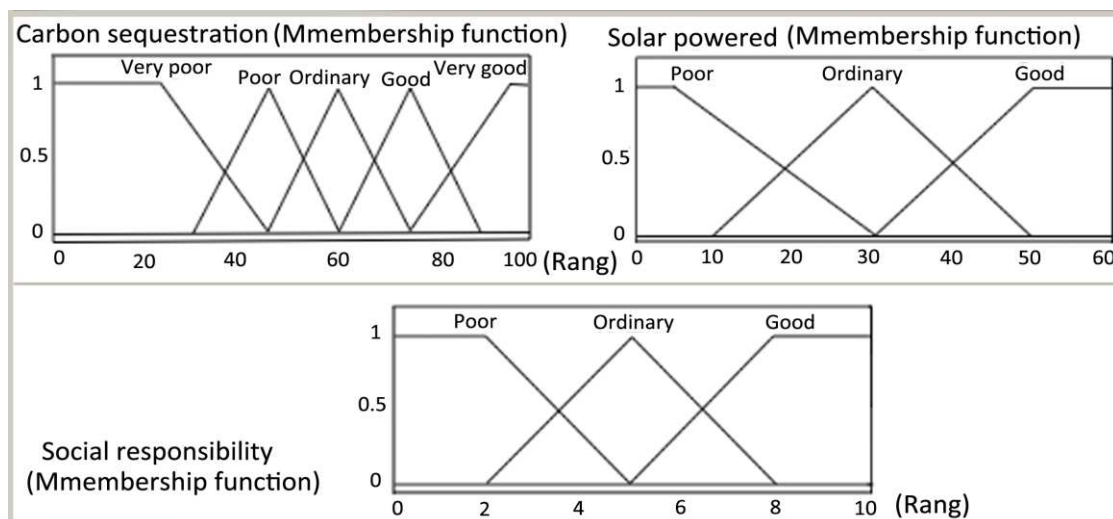 Carbon sequestration (Mmembership function)
Very poor
Poor Ordinary Good Very good
1
0.5
0
0 20 40 60 80 100 (Rang)
Solar powered (Mmembership function)
Poor Ordinary Good
1
0.5
0
0 10 20 30 40 50 60
Poor Ordinary Good
1
0.5
0
0 2 4 6 8 10 (Rang)
Social responsibility
(Mmembership function)